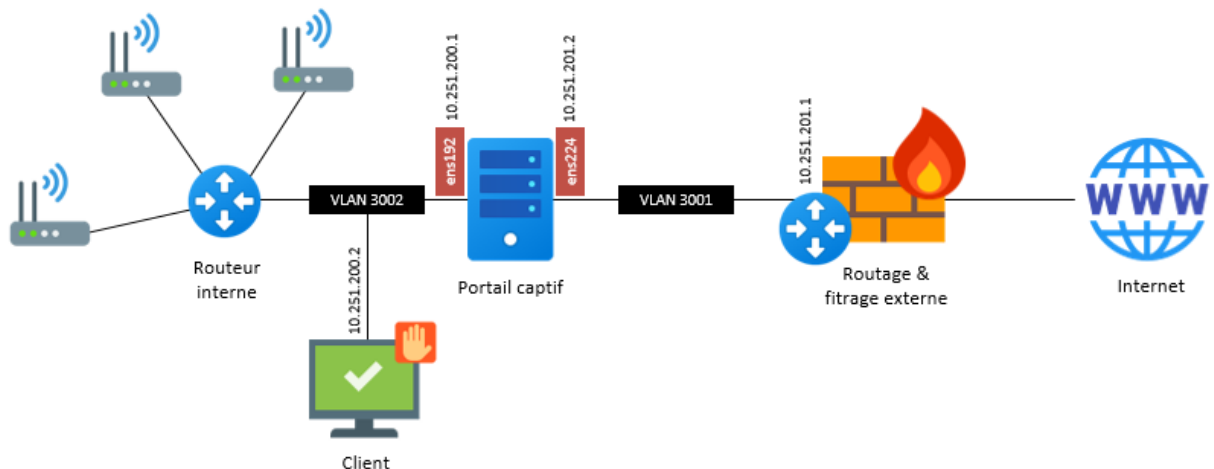 10.251.200.1
10.251.201.2
10.251.201.1
ens192
ens224
VLAN 3002
VLAN 3001
WWW
Routeur
interne
10.251.200.2
Portail captif
Routage &
fitrage externe
Internet
Client